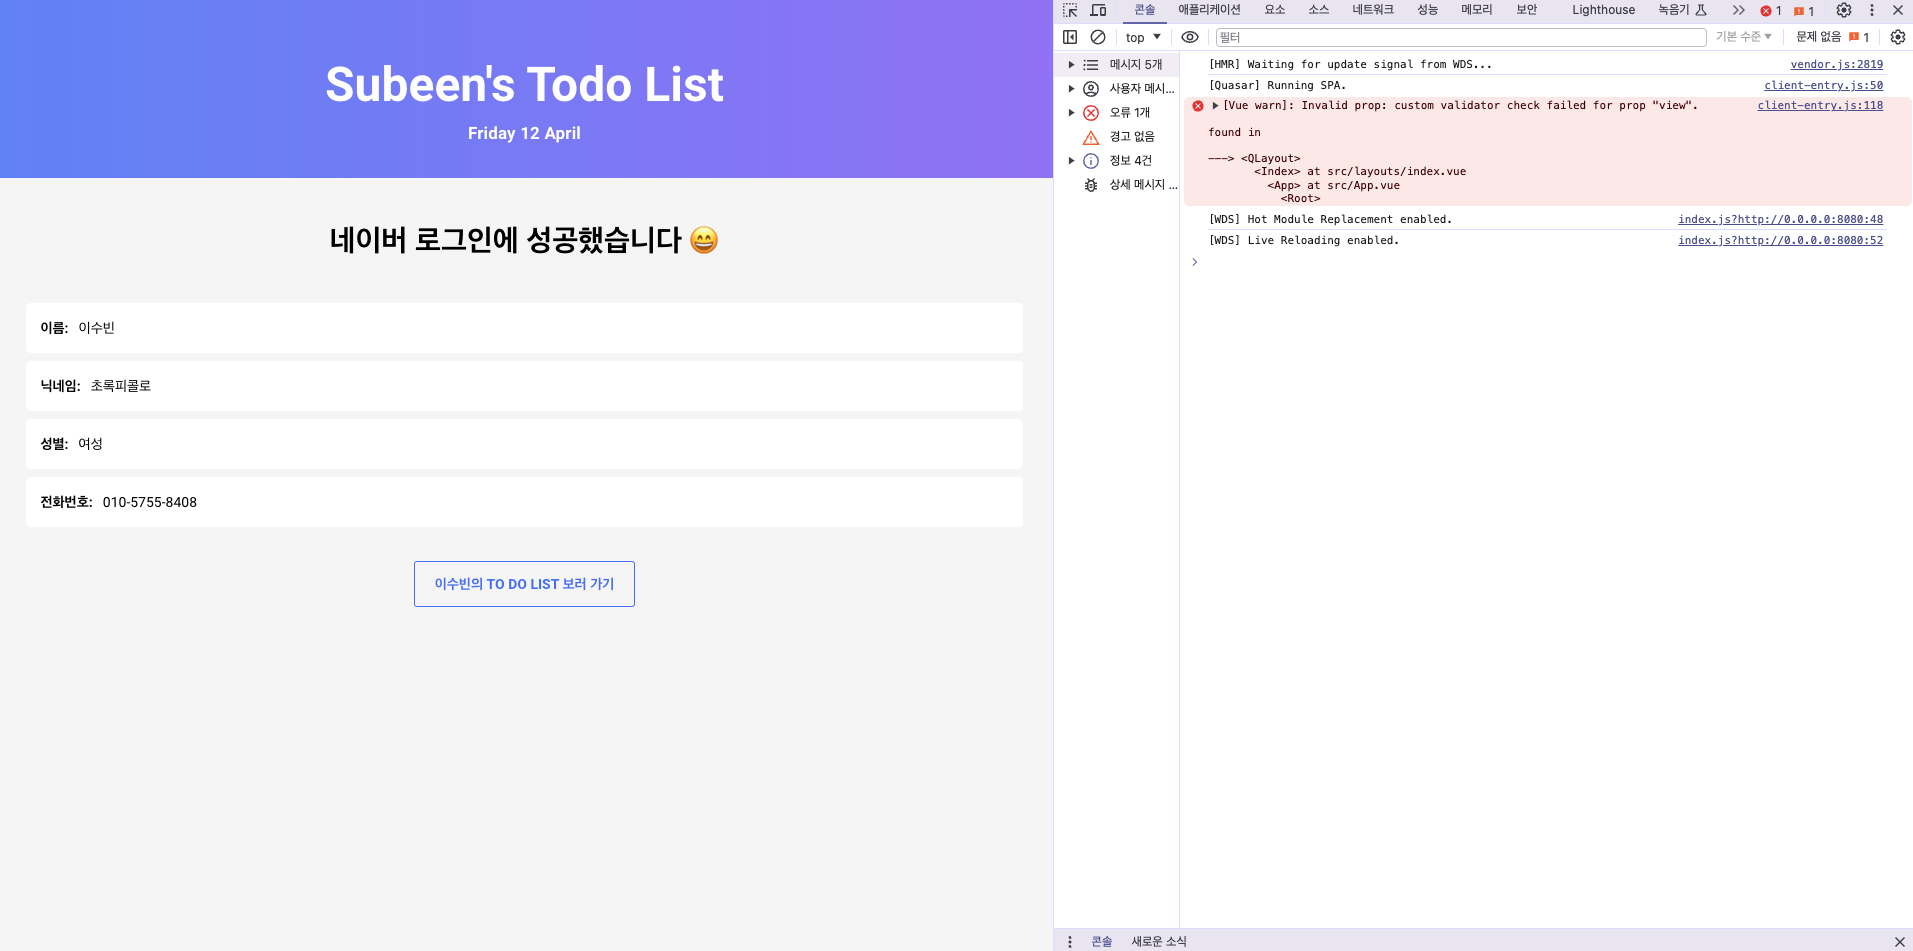 Subeen's Todo List
Friday 12 April
네이버 로그인에 성공했습니다 😄
이름: 이수빈
닉네임: 초록피콜로
성별: 여성
전화번호: 010-5755-8408
이수빈의 TO DO LIST 보러 가기
콘솔 애플리케이션 요소 소스 네트워크 성능 메모리 보안 Lighthouse 녹음기 1 1
top 필터 기본 수준 문제 없음 1
메시지 5개
사용자 메시...
오류 1개
경고 없음
정보 4건
상세 메시지 ...
[HMR] Waiting for update signal from WDS... vendor.js:2819
[Quasar] Running SPA. client-entry.js:50
[Vue warn]: Invalid prop: custom validator check failed for prop "view". client-entry.js:118
found in
---> <QLayout>
<Index> at src/layouts/index.vue
<App> at src/App.vue
<Root>
[WDS] Hot Module Replacement enabled. index.js?http://0.0.0.0:8080:48
[WDS] Live Reloading enabled. index.js?http://0.0.0.0:8080:52
콘솔 새로운 소식